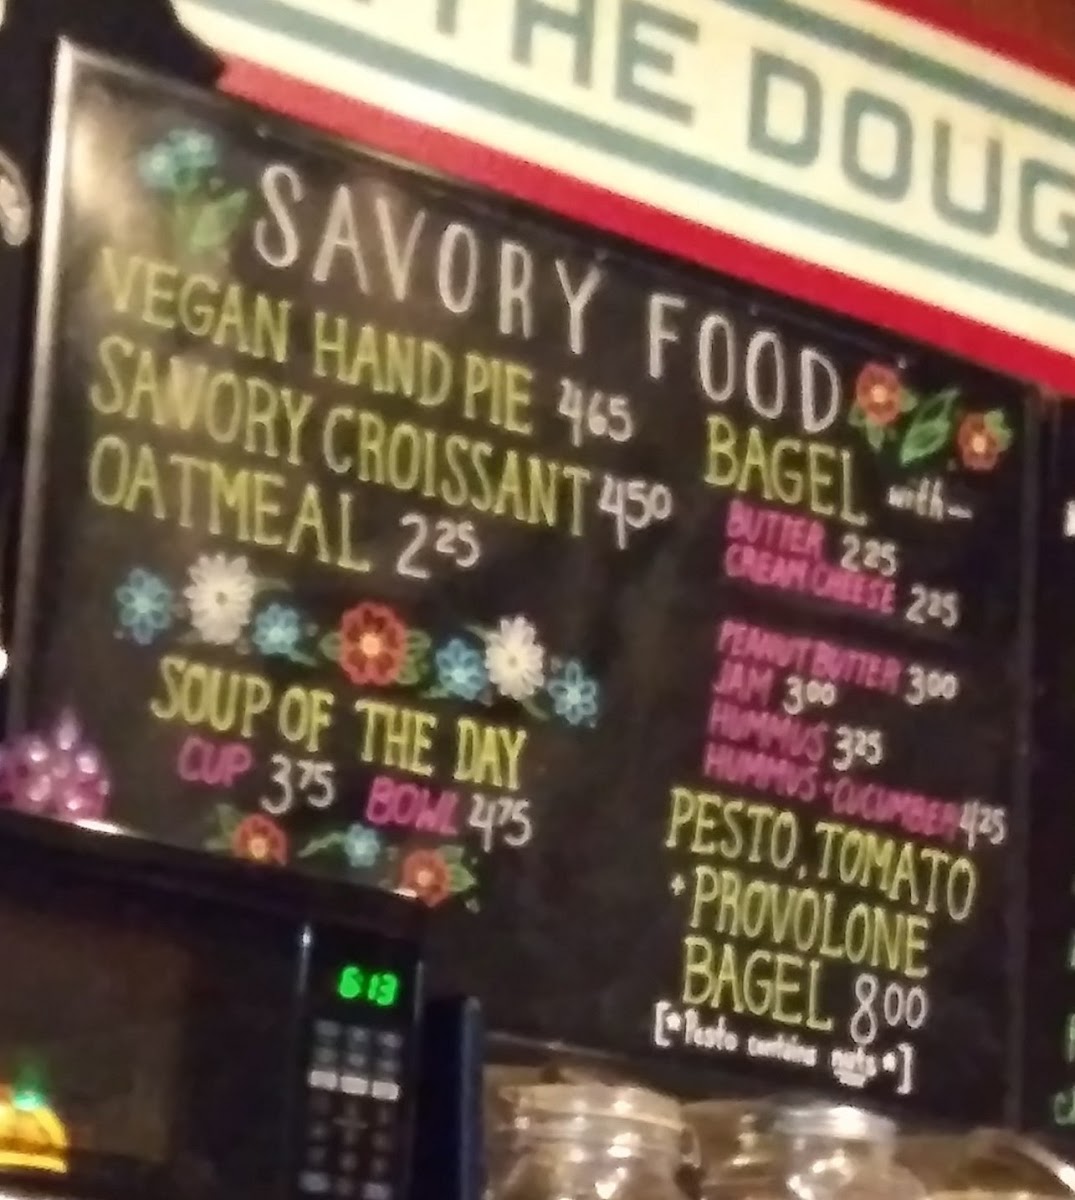 THE DOUG
SAVORY FOOD
VEGAN HAND PIE 465
SAVORY CROISSANT 450
OATMEAL 225
SOUP OF THE DAY
CUP 375 BOWL 475
BAGEL with—
BUTTER 225
CREAM CHEESE 225
PEANUT BUTTER 300
JAM 300
HUMMUS 325
HUMMUS + CUCUMBER 425
PESTO, TOMATO
+ PROVOLONE
BAGEL 800
[*Pesto contains nuts*]
6:13